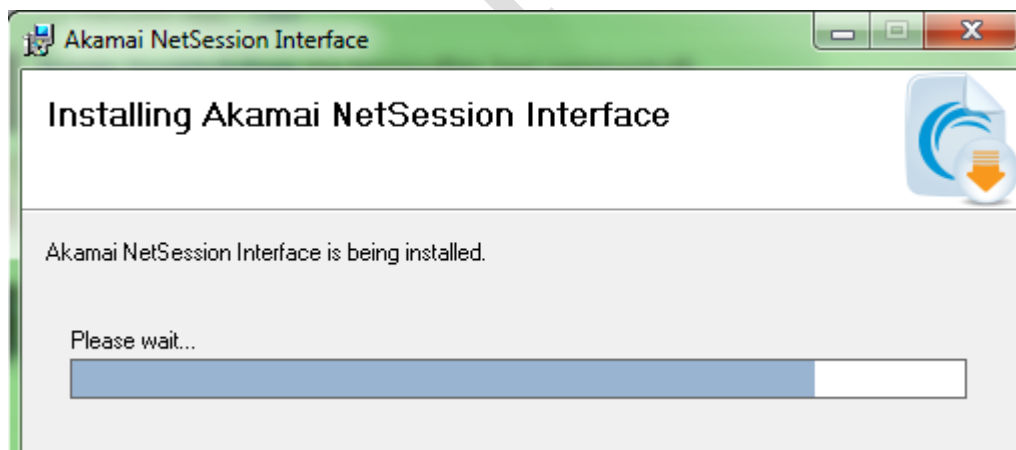 Akamai NetSession Interface
Installing Akamai NetSession Interface
Akamai NetSession Interface is being installed.
Please wait...